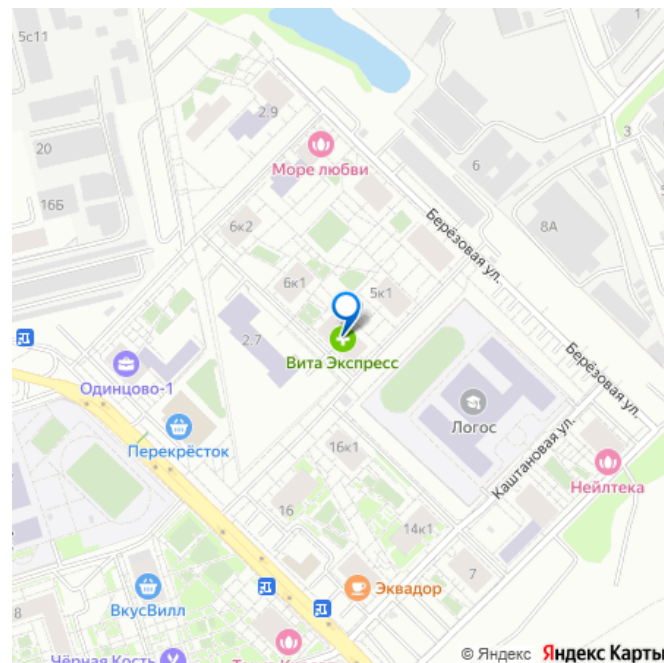 5с11
1
2.9
20
3
Море любви
6
16Б
6к2
8А
Берёзовая ул.
6к1
5к1
2.7
Вита Экспресс
Берёзовая ул.
Одинцово-1
Логос
Перекрёсток
16к1
Каштановая ул.
Нейлтека
16
14к1
7
Эквадор
ВкусВилл
8
Чёрная Кость
© Яндекс Яндекс Карты